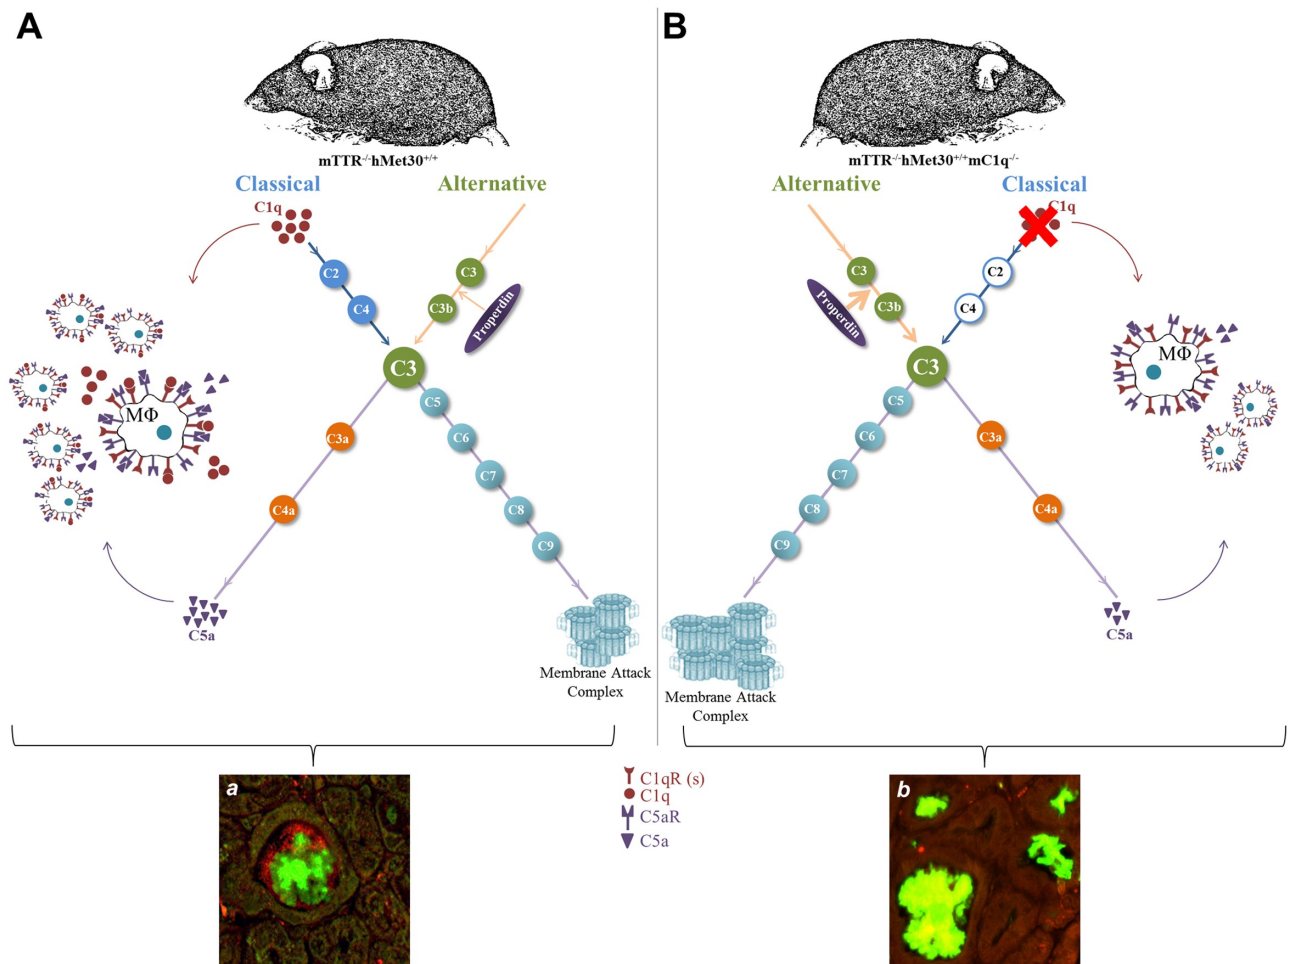 A
mTTR-/-hMet30+/+
Classical
Alternative
C1q
C2
C3
C4
C3b
Properdin
C3
MΦ
C5
C3a
C6
C7
C4a
C8
C9
C5a
Membrane Attack
Complex
a
B
mTTR-/-hMet30+/+mC1q-/-
Alternative
Classical
C1q
C3
C2
Properdin
C3b
C4
C3
MΦ
C5
C6
C3a
C7
C8
C4a
C9
C5a
Membrane Attack
Complex
b
C1qR (s)
C1q
C5aR
C5a